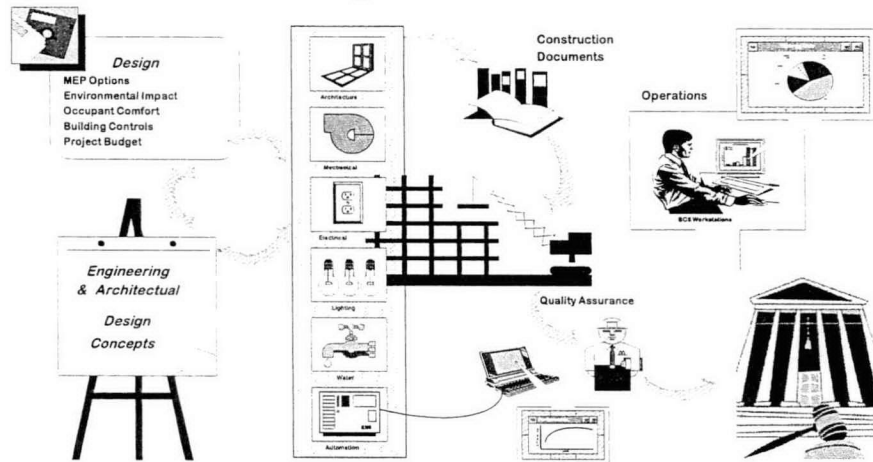 Design
MEP Options
Environmental Impact
Occupant Comfort
Building Controls
Project Budget
Engineering
& Architectual
Design
Concepts
Architecture
Mechanical
Electrical
Lighting
Water
Automation
Construction
Documents
Quality Assurance
Operations
BCS Workstations